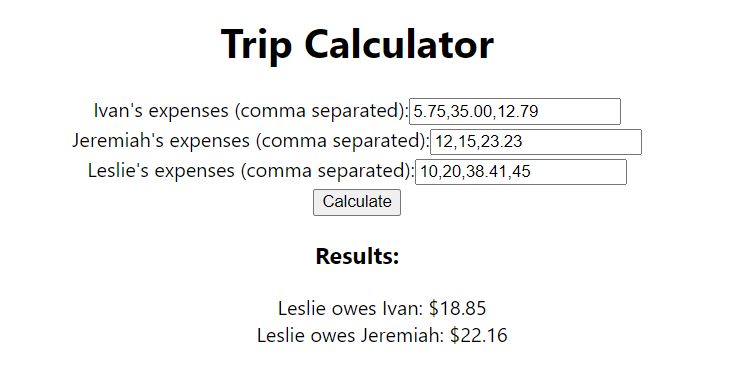 Trip Calculator
Ivan's expenses (comma separated):5.75,35.00,12.79
Jeremiah's expenses (comma separated):12,15,23.23
Leslie's expenses (comma separated):10,20,38.41,45
Calculate
Results:
Leslie owes Ivan: $18.85
Leslie owes Jeremiah: $22.16